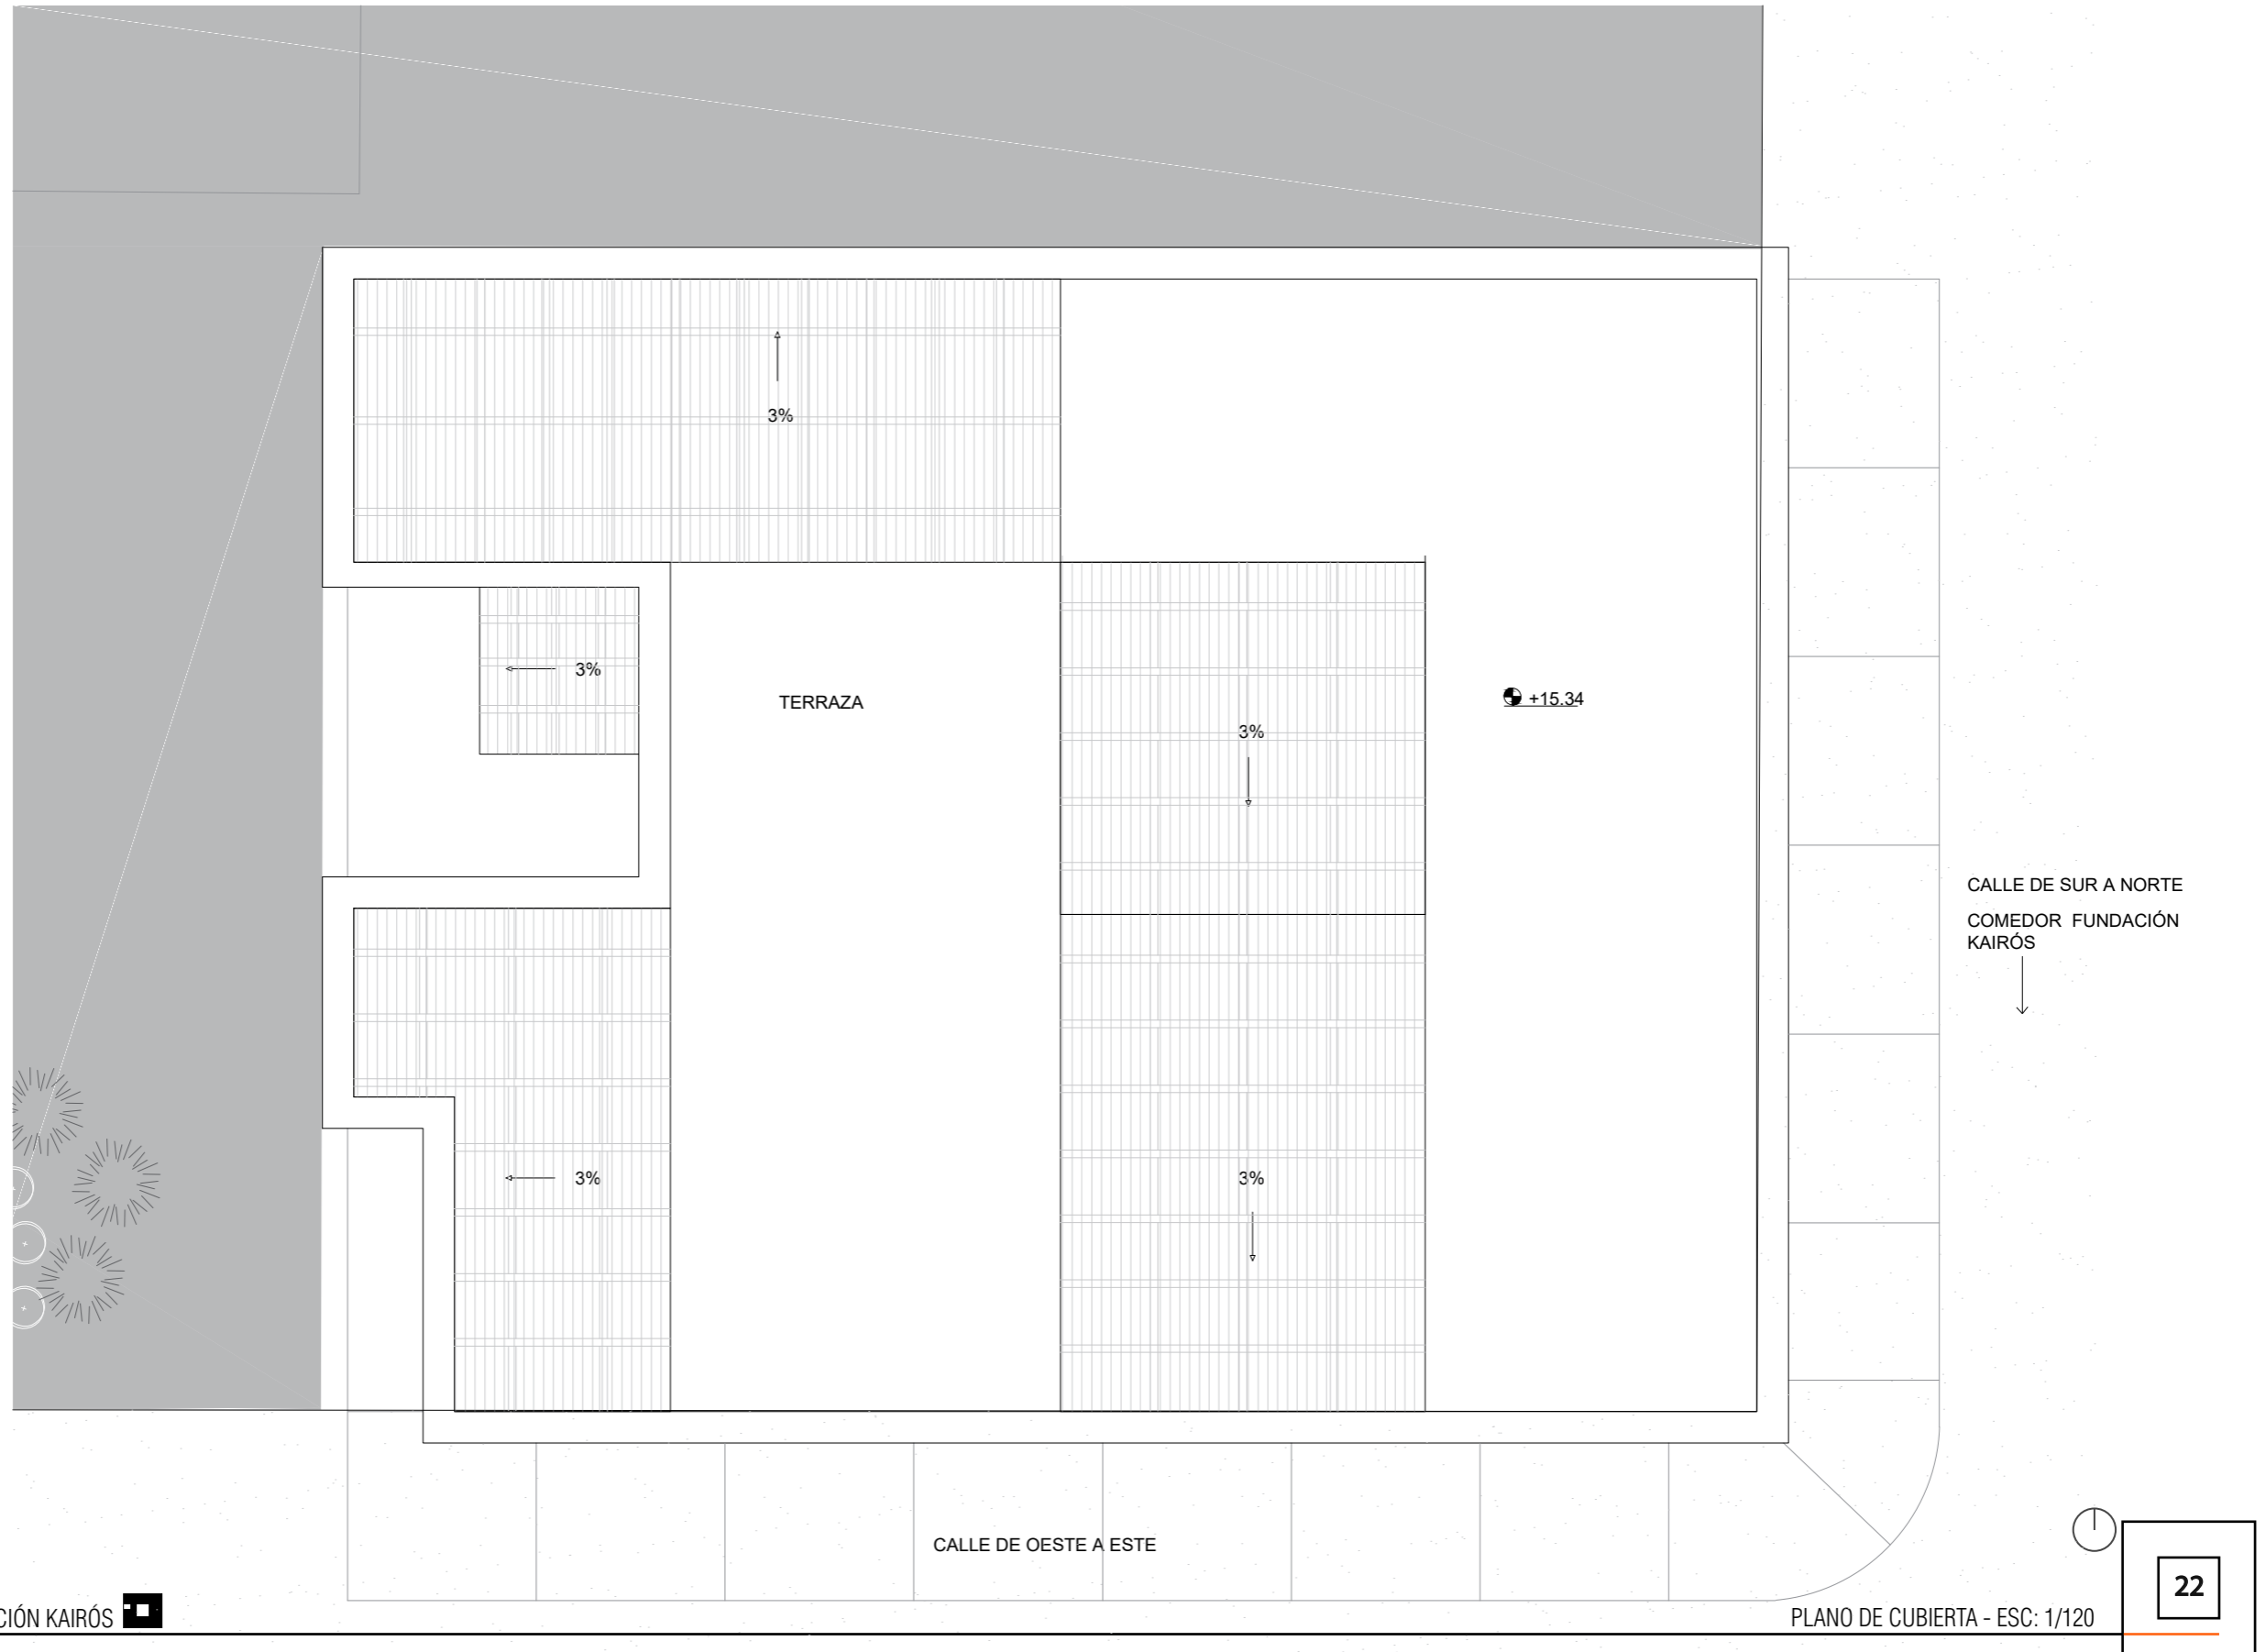 3%
3%
TERRAZA
+15.34
3%
CALLE DE SUR A NORTE
COMEDOR FUNDACIÓN
KAIRÓS
3%
3%
CALLE DE OESTE A ESTE
22
CIÓN KAIRÓS
PLANO DE CUBIERTA - ESC: 1/120